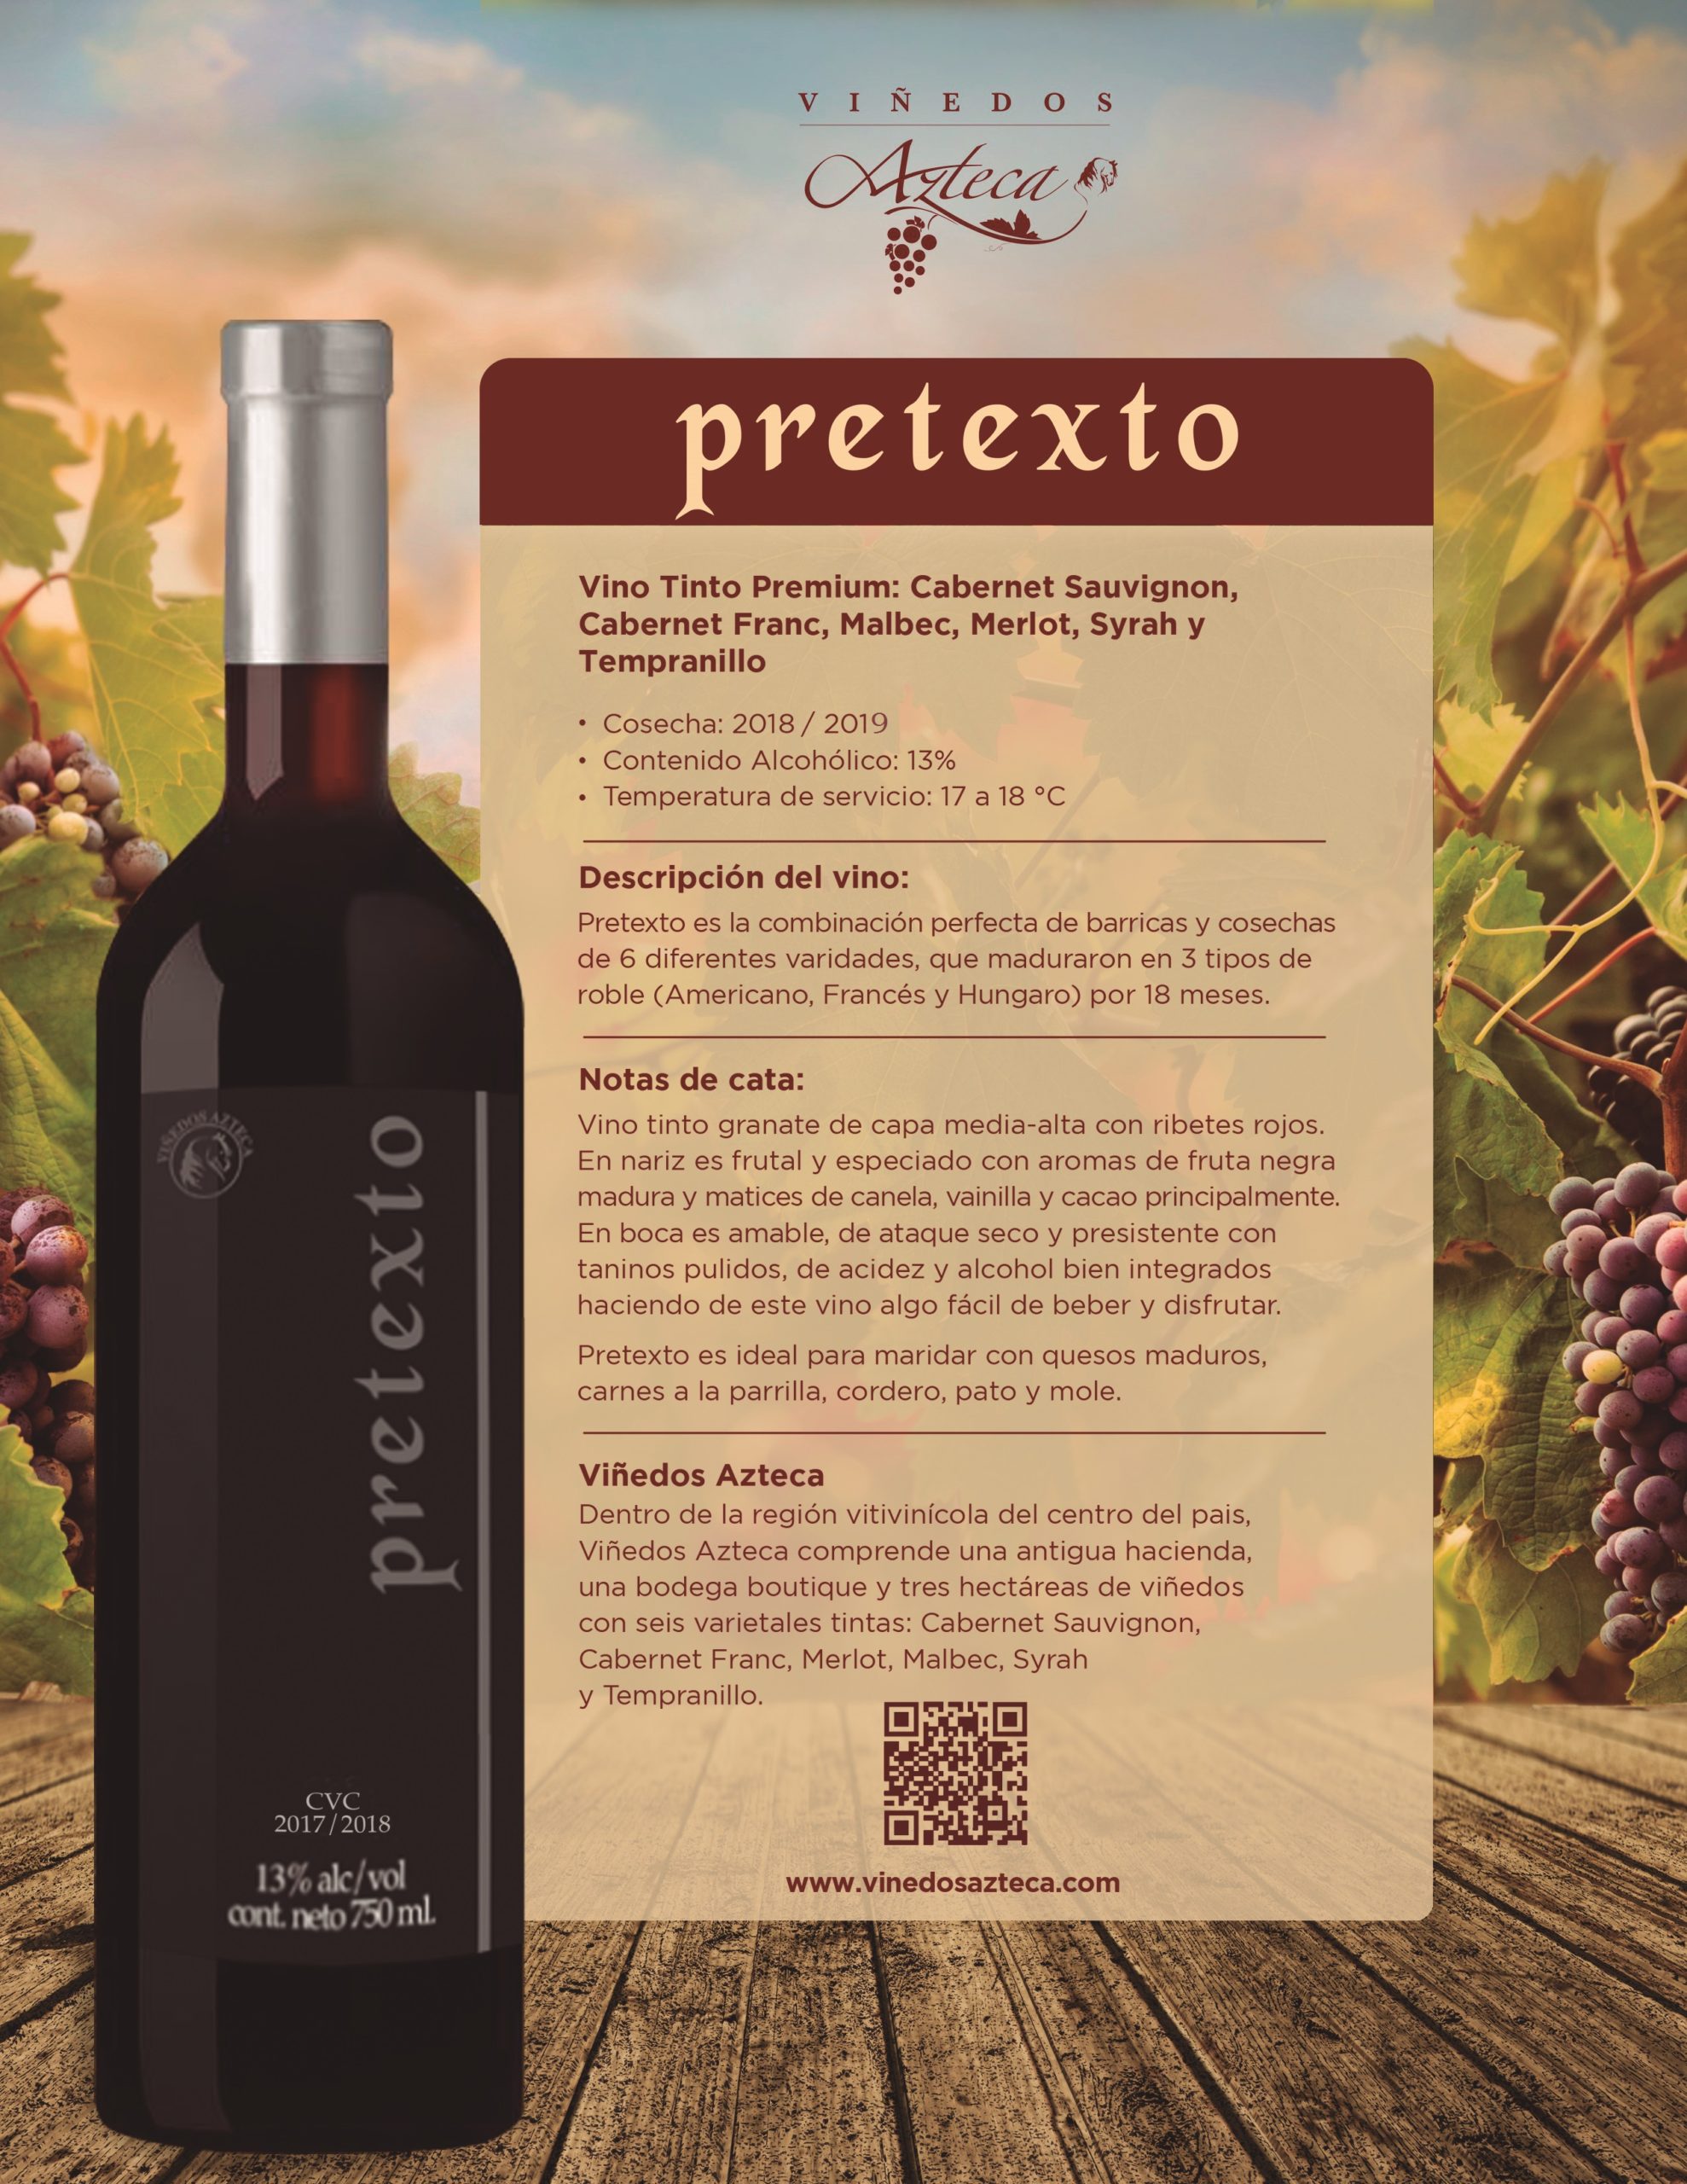 VIÑEDOS
Azteca
pretexto
Vino Tinto Premium: Cabernet Sauvignon,
Cabernet Franc, Malbec, Merlot, Syrah y
Tempranillo
• Cosecha: 2018 / 2019
• Contenido Alcohólico: 13%
• Temperatura de servicio: 17 a 18 °C
Descripción del vino:
Pretexto es la combinación perfecta de barricas y cosechas
de 6 diferentes varidades, que maduraron en 3 tipos de
roble (Americano, Francés y Hungaro) por 18 meses.
Notas de cata:
Vino tinto granate de capa media-alta con ribetes rojos.
En nariz es frutal y especiado con aromas de fruta negra
madura y matices de canela, vainilla y cacao principalmente.
En boca es amable, de ataque seco y presistente con
taninos pulidos, de acidez y alcohol bien integrados
haciendo de este vino algo fácil de beber y disfrutar.
Pretexto es ideal para maridar con quesos maduros,
carnes a la parrilla, cordero, pato y mole.
Viñedos Azteca
Dentro de la región vitivinícola del centro del pais,
Viñedos Azteca comprende una antigua hacienda,
una bodega boutique y tres hectáreas de viñedos
con seis varietales tintas: Cabernet Sauvignon,
Cabernet Franc, Merlot, Malbec, Syrah
y Tempranillo.
www.vinedosazteca.com
VIÑEDOS AZTECA
pretexto
CVC
2017/2018
13% alc/vol
cont. neto 750 ml.